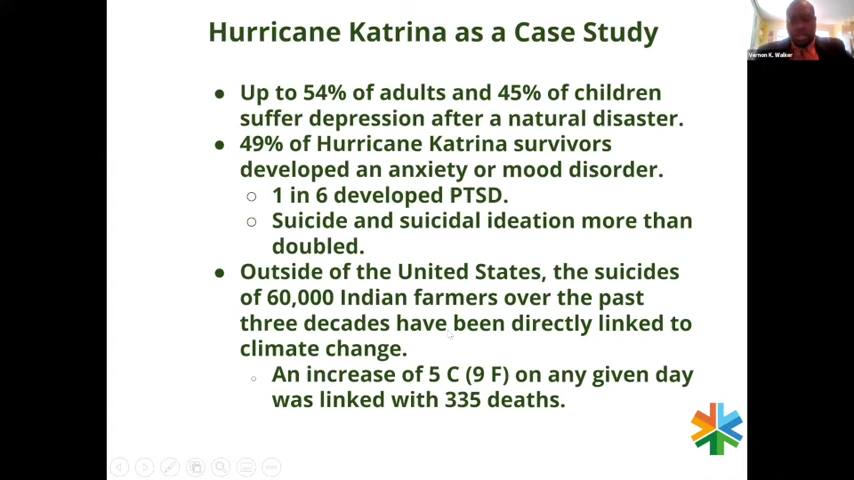 Hurricane Katrina as a Case Study
Vernon K. Walker
● Up to 54% of adults and 45% of children
suffer depression after a natural disaster.
● 49% of Hurricane Katrina survivors
developed an anxiety or mood disorder.
○ 1 in 6 developed PTSD.
○ Suicide and suicidal ideation more than
doubled.
● Outside of the United States, the suicides
of 60,000 Indian farmers over the past
three decades have been directly linked to
climate change.
○ An increase of 5 C (9 F) on any given day
was linked with 335 deaths.